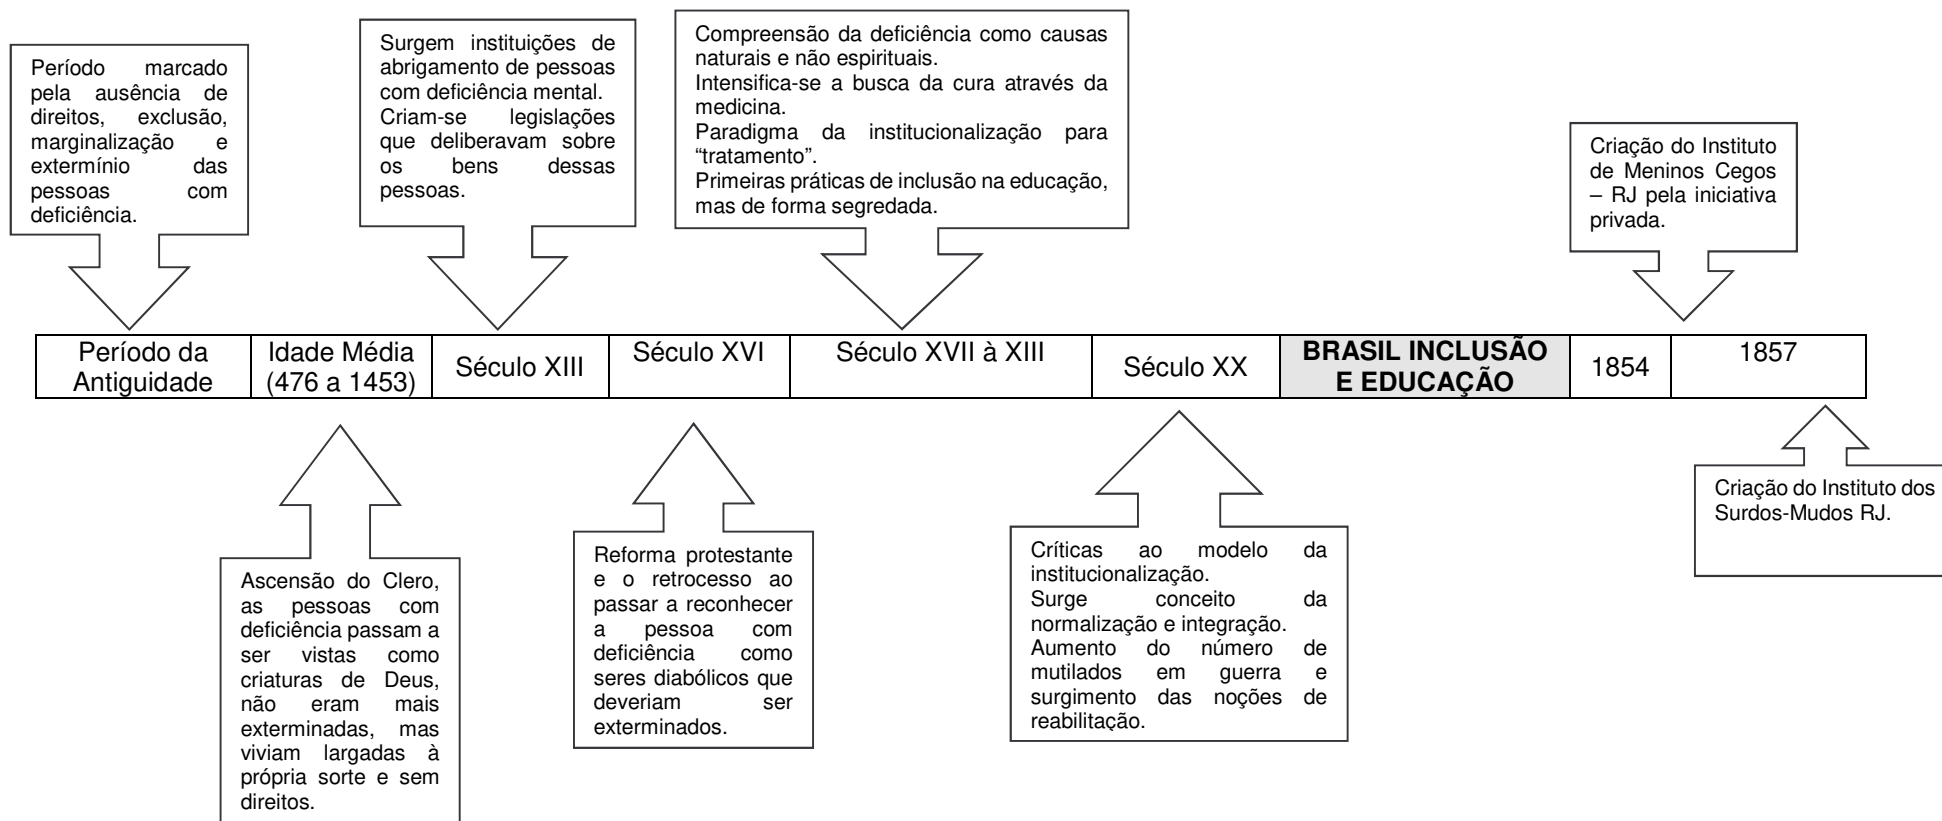 Período marcado
pela ausência de
direitos, exclusão,
marginalização e
extermínio das
pessoas com
deficiência.
Surgem instituições de
abrigamento de pessoas
com deficiência mental.
Criam-se legislações
que deliberavam sobre
os bens dessas
pessoas.
Compreensão da deficiência como causas
naturais e não espirituais.
Intensifica-se a busca da cura através da
medicina.
Paradigma da institucionalização para
“tratamento”.
Primeiras práticas de inclusão na educação,
mas de forma segredada.
Criação do Instituto
de Meninos Cegos
– RJ pela iniciativa
privada.
Período da
Antiguidade
Idade Média
(476 a 1453)
Século XIII
Século XVI
Século XVII à XIII
Século XX
BRASIL INCLUSÃO
E EDUCAÇÃO
1854
1857
Ascensão do Clero,
as pessoas com
deficiência passam a
ser vistas como
criaturas de Deus,
não eram mais
exterminadas, mas
viviam largadas à
própria sorte e sem
direitos.
Reforma protestante
e o retrocesso ao
passar a reconhecer
a pessoa com
deficiência como
seres diabólicos que
deveriam ser
exterminados.
Críticas ao modelo da
institucionalização.
Surge conceito da
normalização e integração.
Aumento do número de
mutilados em guerra e
surgimento das noções de
reabilitação.
Criação do Instituto dos
Surdos-Mudos RJ.